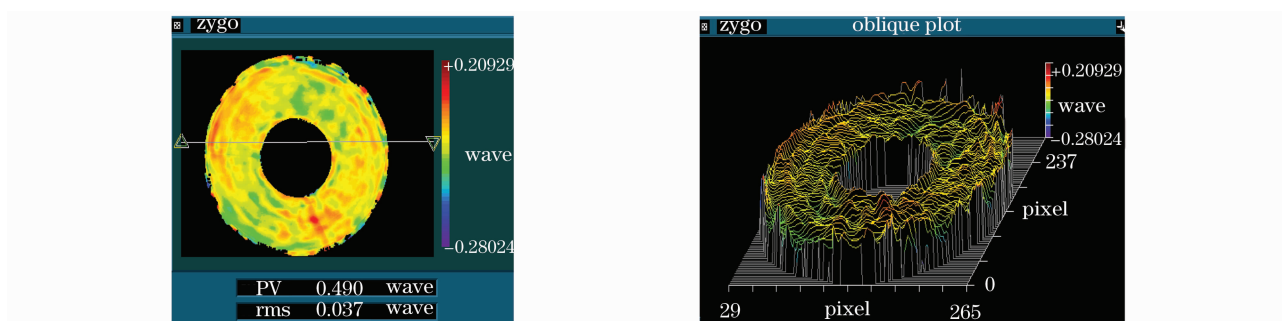 zygo
+0.20929
wave
−0.28024
PV 0.490 wave
rms 0.037 wave
zygo oblique plot
+0.20929
wave
−0.28024
237
pixel
0
29 pixel 265